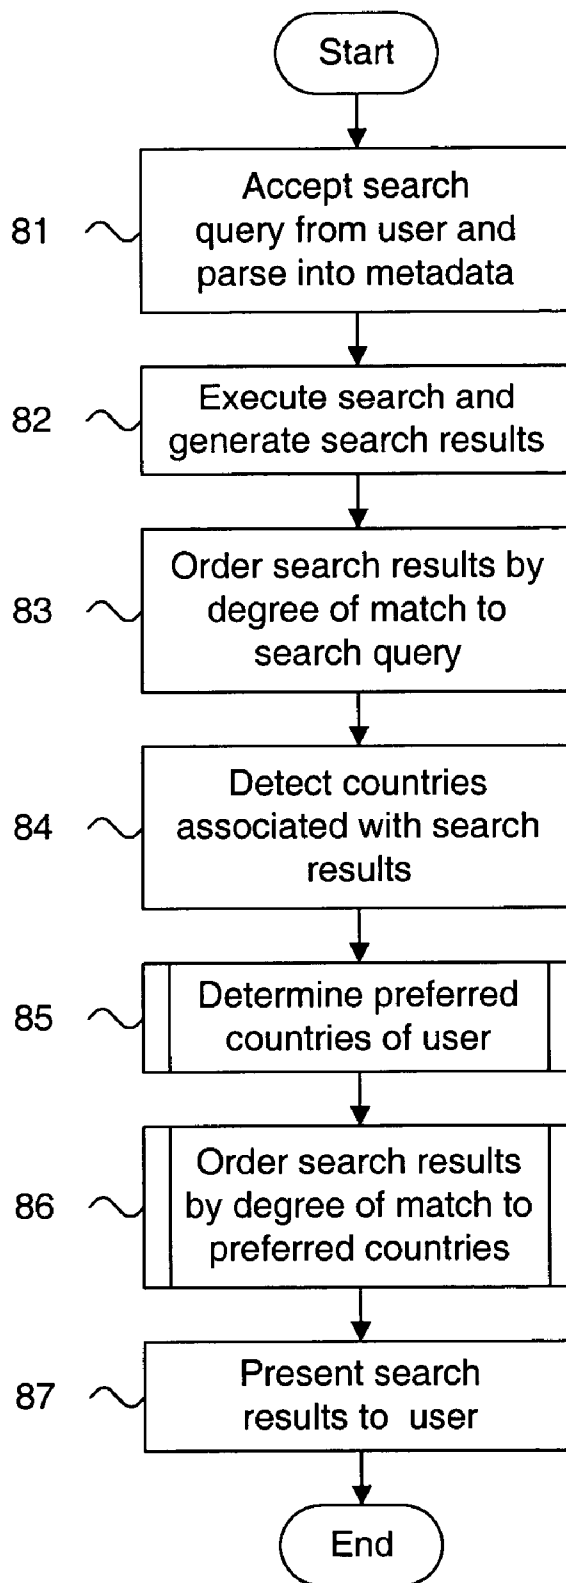 Start
81
Accept search
query from user and
parse into metadata
82
Execute search and
generate search results
83
Order search results by
degree of match to
search query
84
Detect countries
associated with search
results
85
Determine preferred
countries of user
86
Order search results
by degree of match to
preferred countries
87
Present search
results to user
End